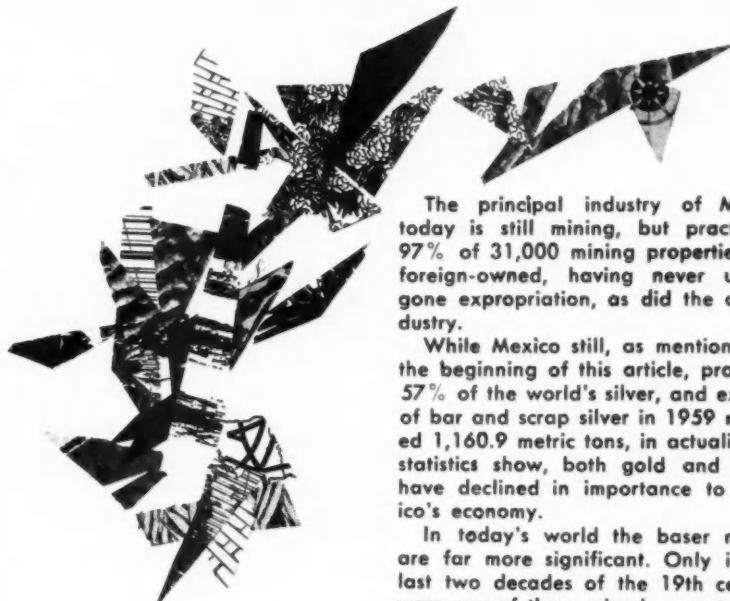 The principal industry of M
today is still mining, but pract
97% of 31,000 mining propertie
foreign-owned, having never u
gone expropriation, as did the o
dustry.
While Mexico still, as mention
the beginning of this article, pro
57% of the world's silver, and e
of bar and scrap silver in 1959 r
ed 1,160.9 metric tons, in actuali
statistics show, both gold and
have declined in importance to
ico's economy.
In today's world the baser m
are far more significant. Only i
last two decades of the 19th ce